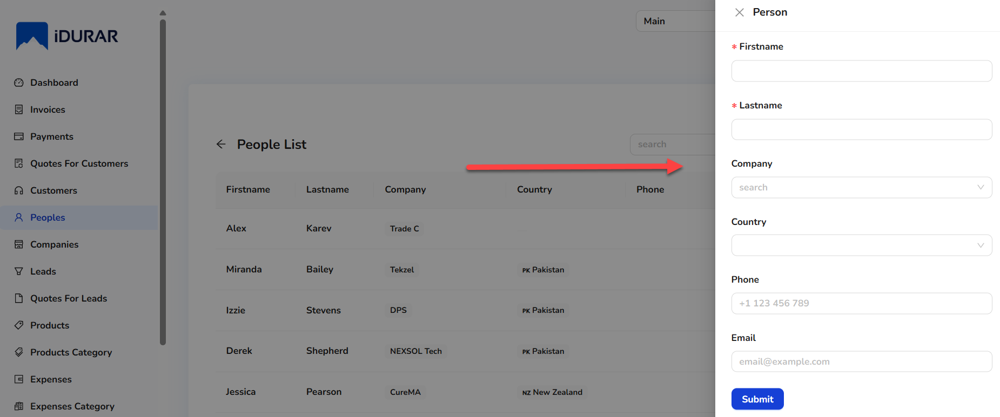 iDURAR
Dashboard
Invoices
Payments
Quotes For Customers
Customers
Peoples
Companies
Leads
Quotes For Leads
Products
Products Category
Expenses
Expenses Category
Main
People List
search
Firstname Lastname Company Country Phone
Alex Karev Trade C
Miranda Bailey Tekzel PK Pakistan
Izzie Stevens DPS PK Pakistan
Derek Shepherd NEXSOL Tech PK Pakistan
Jessica Pearson CureMA NZ New Zealand
Person
* Firstname
* Lastname
Company
search
Country
Phone
+1 123 456 789
Email
email@example.com
Submit